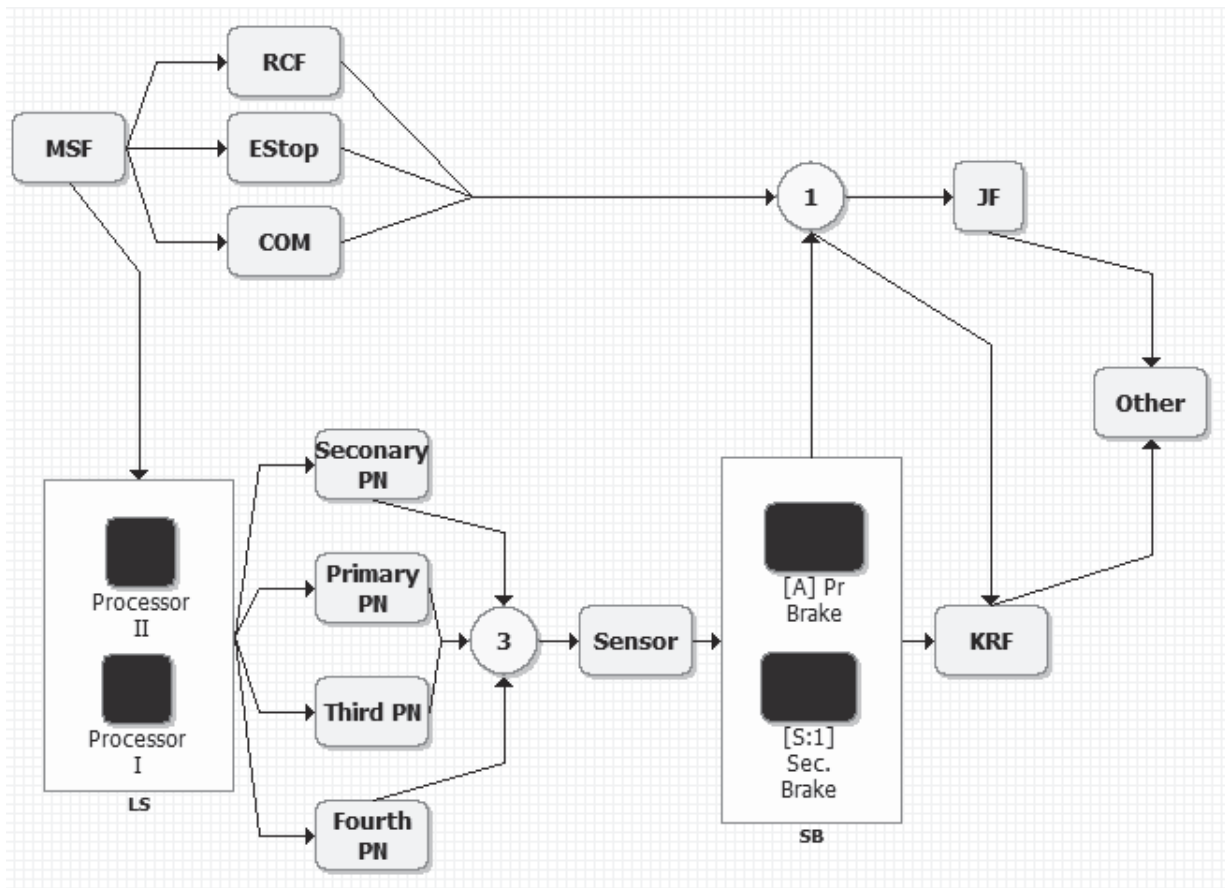 RCF
MSF
EStop
COM
1
JF
Other
Seconary
PN
Primary
PN
Third PN
Fourth
PN
3
Sensor
KRF
Processor
II
Processor
I
LS
[A] Pr
Brake
[S:1]
Sec.
Brake
SB